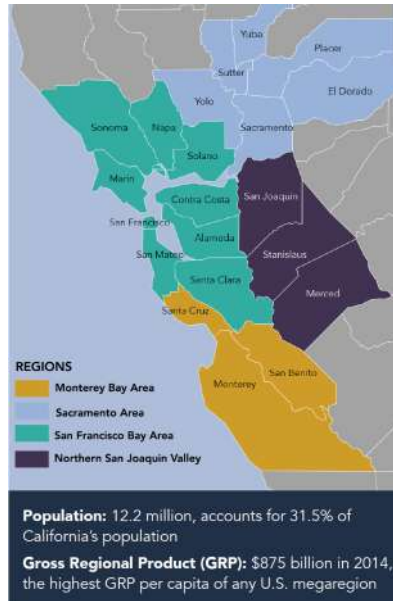 Yuba
Placer
Sutter
El Dorado
Yolo
Sonoma
Napa
Sacramento
Solano
Marin
San Joaquin
Contra Costa
San Francisco
Alameda
Stanislaus
San Mateo
Santa Clara
Merced
Santa Cruz
San Benito
Monterey
REGIONS
Monterey Bay Area
Sacramento Area
San Francisco Bay Area
Northern San Joaquin Valley
Population: 12.2 million, accounts for 31.5% of
California's population
Gross Regional Product (GRP): $875 billion in 2014,
the highest GRP per capita of any U.S. megaregion